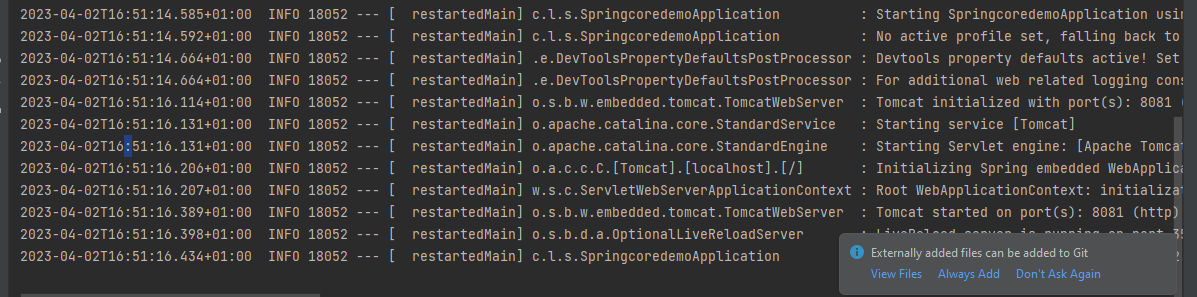 2023-04-02T16:51:14.585+01:00  INFO 18052 --- [  restartedMain] c.l.s.SpringcoredemoApplication          : Starting SpringcoredemoApplication usin
2023-04-02T16:51:14.592+01:00  INFO 18052 --- [  restartedMain] c.l.s.SpringcoredemoApplication          : No active profile set, falling back to
2023-04-02T16:51:14.664+01:00  INFO 18052 --- [  restartedMain] .e.DevToolsPropertyDefaultsPostProcessor : Devtools property defaults active! Set
2023-04-02T16:51:14.664+01:00  INFO 18052 --- [  restartedMain] .e.DevToolsPropertyDefaultsPostProcessor : For additional web related logging cons
2023-04-02T16:51:16.114+01:00  INFO 18052 --- [  restartedMain] o.s.b.w.embedded.tomcat.TomcatWebServer  : Tomcat initialized with port(s): 8081 (
2023-04-02T16:51:16.131+01:00  INFO 18052 --- [  restartedMain] o.apache.catalina.core.StandardService   : Starting service [Tomcat]
2023-04-02T16:51:16.131+01:00  INFO 18052 --- [  restartedMain] o.apache.catalina.core.StandardEngine    : Starting Servlet engine: [Apache Tomca
2023-04-02T16:51:16.206+01:00  INFO 18052 --- [  restartedMain] o.a.c.c.C.[Tomcat].[localhost].[/]       : Initializing Spring embedded WebApplic
2023-04-02T16:51:16.207+01:00  INFO 18052 --- [  restartedMain] w.s.c.ServletWebServerApplicationContext : Root WebApplicationContext: initializat
2023-04-02T16:51:16.389+01:00  INFO 18052 --- [  restartedMain] o.s.b.w.embedded.tomcat.TomcatWebServer  : Tomcat started on port(s): 8081 (http)
2023-04-02T16:51:16.398+01:00  INFO 18052 --- [  restartedMain] o.s.b.d.a.OptionalLiveReloadServer       : LiveReload server is running on port 35
2023-04-02T16:51:16.434+01:00  INFO 18052 --- [  restartedMain] c.l.s.SpringcoredemoApplication          :
Externally added files can be added to Git
View Files  Always Add  Don't Ask Again